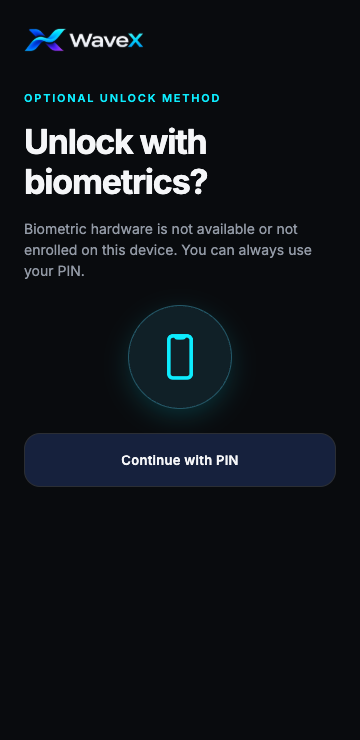 WaveX
OPTIONAL UNLOCK METHOD
Unlock with
biometrics?
Biometric hardware is not available or not
enrolled on this device. You can always use
your PIN.
Continue with PIN